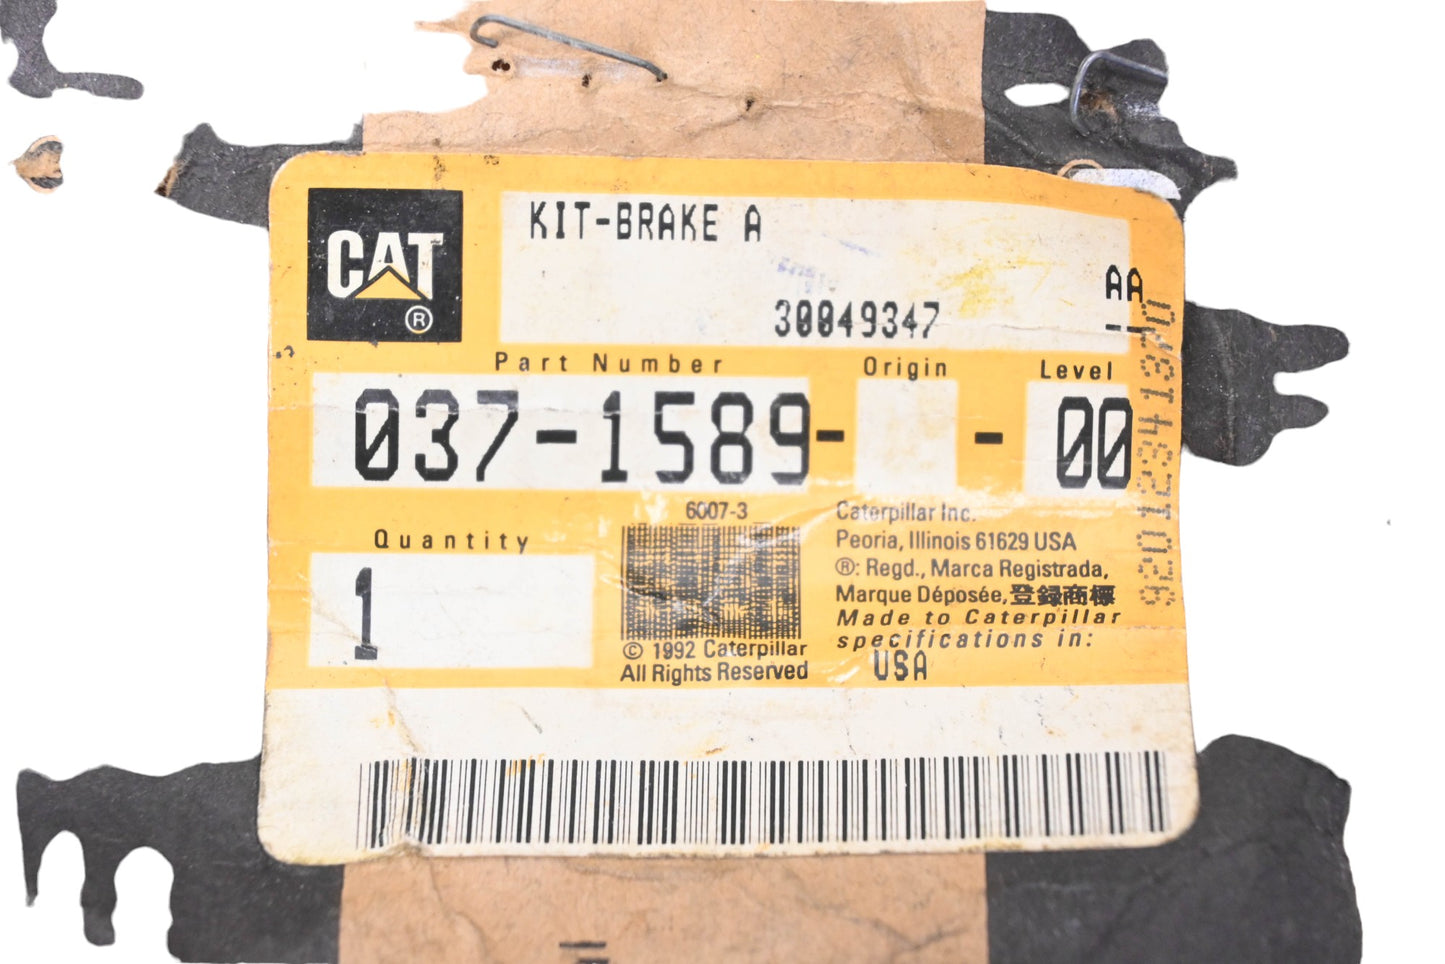 CAT
®
KIT-BRAKE A
AA
30049347
Part Number Origin Level
037-1589- - 00
Quantity
1
6007-3
© 1992 Caterpillar
All Rights Reserved
Caterpillar Inc.
Peoria, Illinois 61629 USA
®: Regd., Marca Registrada,
Marque Déposée, 登録商標
Made to Caterpillar
specifications in:
USA